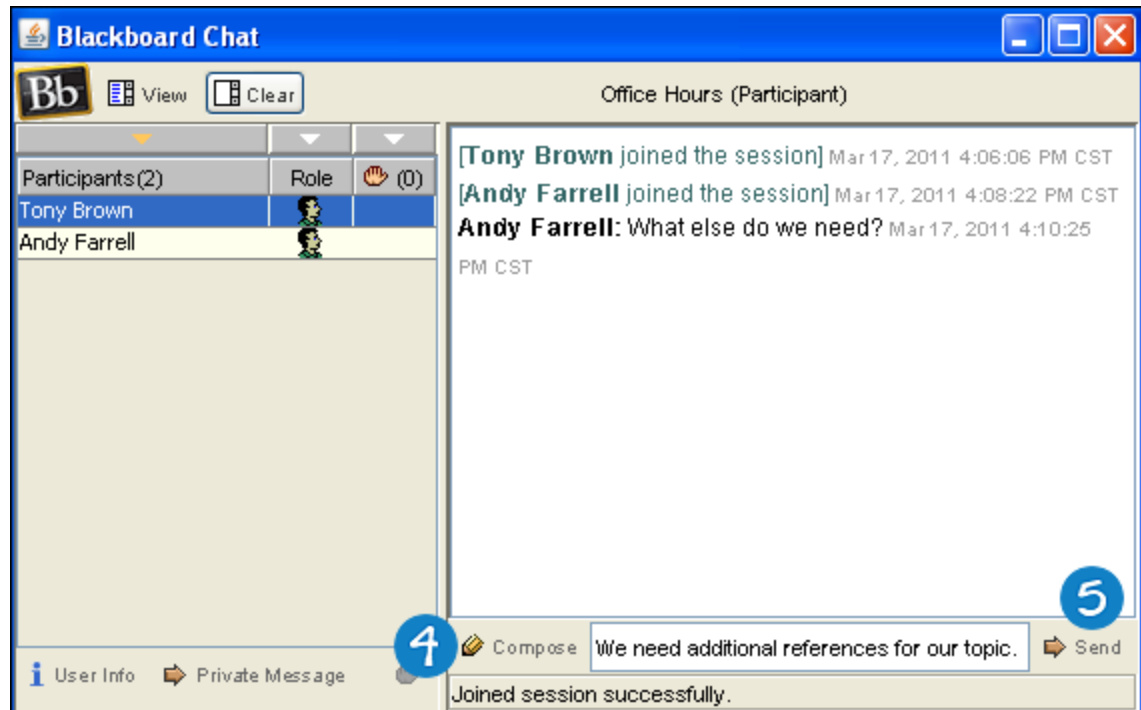 Blackboard Chat
Bb View Clear
Office Hours (Participant)
Participants(2) Role (0)
Tony Brown
Andy Farrell
[Tony Brown joined the session] Mar 17, 2011 4:06:06 PM CST
[Andy Farrell joined the session] Mar 17, 2011 4:08:22 PM CST
Andy Farrell: What else do we need? Mar 17, 2011 4:10:25
PM CST
4
5
Compose We need additional references for our topic. Send
User Info Private Message
Joined session successfully.